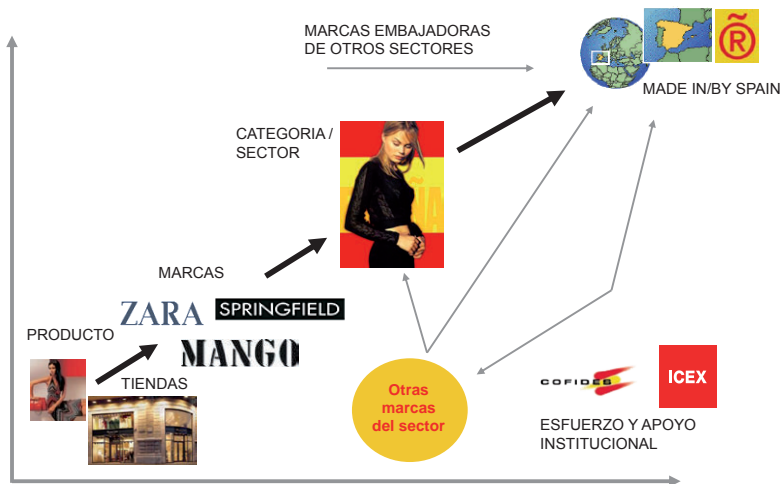 MARCAS EMBAJADORAS
DE OTROS SECTORES
Ñ
R
MADE IN/BY SPAIN
CATEGORIA /
SECTOR
MARCAS
ZARA
SPRINGFIELD
MANGO
PRODUCTO
TIENDAS
Otras
marcas
del sector
COFIDES
ICEX
ESFUERZO Y APOYO
INSTITUCIONAL